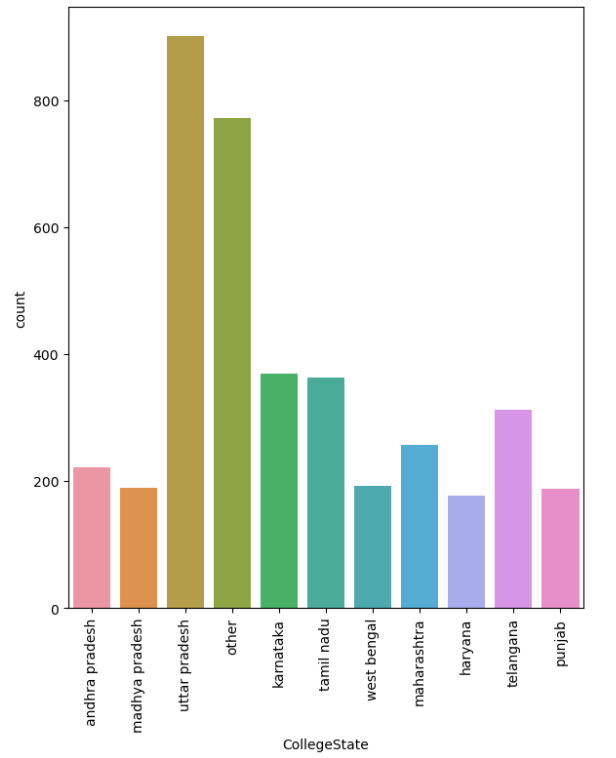 800
600
400
200
0
count
andhra pradesh
madhya pradesh
uttar pradesh
other
karnataka
tamil nadu
west bengal
maharashtra
haryana
telangana
punjab
CollegeState